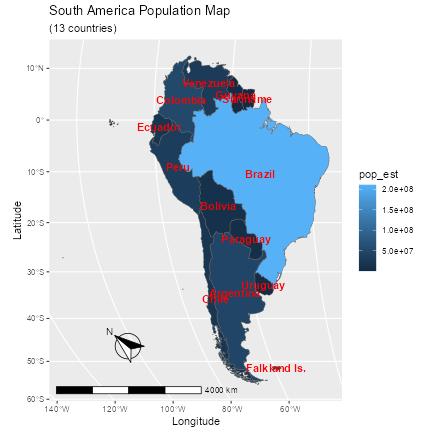 South America Population Map
(13 countries)
10°N
0°
10°S
20°S
30°S
40°S
50°S
60°S
Latitude
Venezuela
Guyana
Suriname
Colombia
Ecuador
Peru
Brazil
Bolivia
Paraguay
Uruguay
Argentina
Chile
Falkland Is.
N
4000 km
140°W
120°W
100°W
80°W
60°W
Longitude
pop_est
2.0e+08
1.5e+08
1.0e+08
5.0e+07